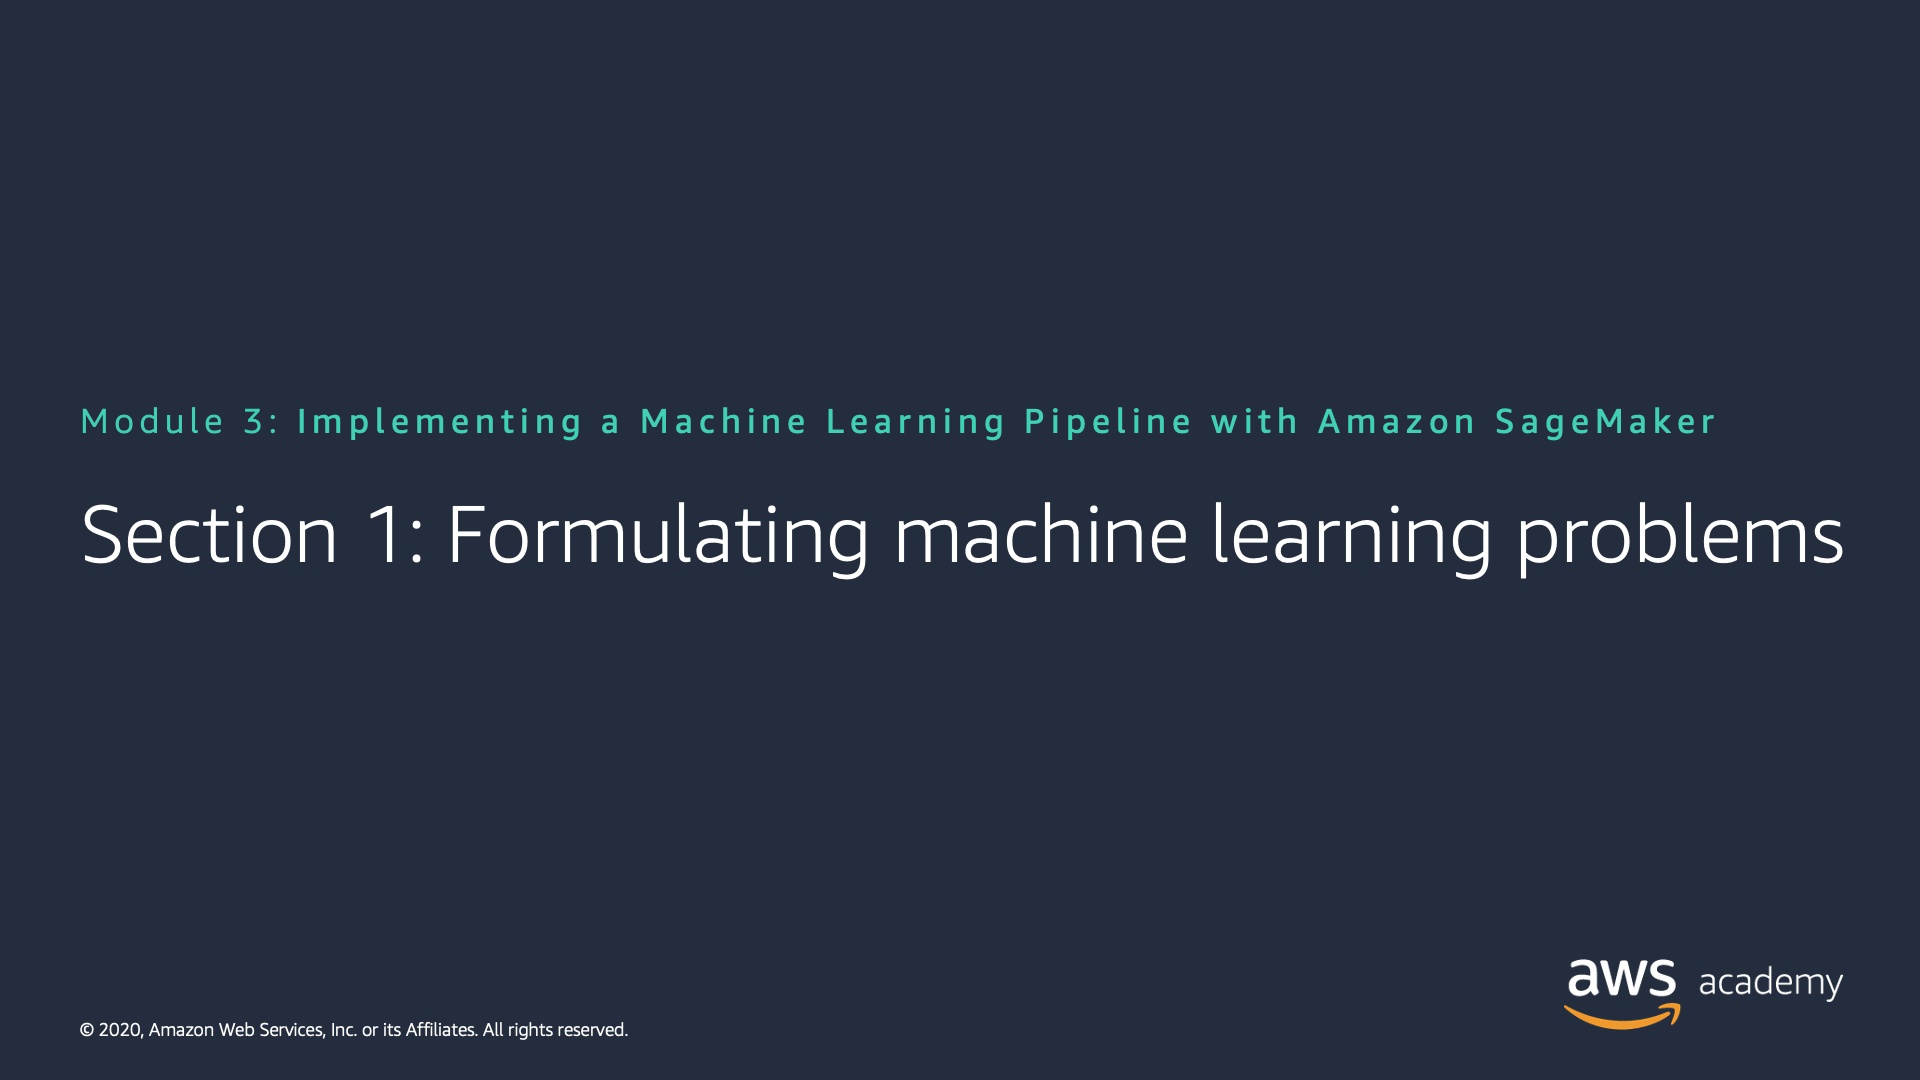 Module 3: Implementing a Machine Learning Pipeline with Amazon SageMaker
Section 1: Formulating machine learning problems
aws academy
© 2020, Amazon Web Services, Inc. or its Affiliates. All rights reserved.